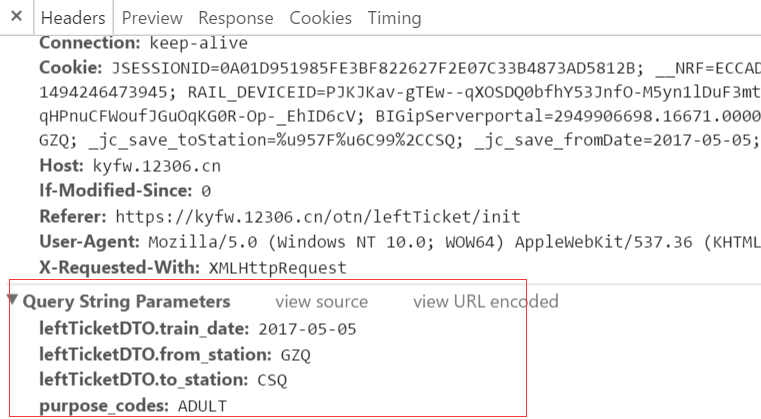 × Headers Preview Response Cookies Timing
Connection: keep-alive
Cookie: JSESSIONID=0A01D951985FE3BF822627F2E07C33B4873AD5812B; __NRF=ECCAD
1494246473945; RAIL_DEVICEID=PJKJKav-gTEw--qXOSDQ0bfhY53JnfO-M5yn1lDuF3mt
qHPnuCFWoufJGuOqKG0R-Op-_EhID6cV; BIGipServerportal=2949906698.16671.0000
GZQ; _jc_save_toStation=%u957F%u6C99%2CCSQ; _jc_save_fromDate=2017-05-05;
Host: kyfw.12306.cn
If-Modified-Since: 0
Referer: https://kyfw.12306.cn/otn/leftTicket/init
User-Agent: Mozilla/5.0 (Windows NT 10.0; WOW64) AppleWebKit/537.36 (KHTML
X-Requested-With: XMLHttpRequest
▼ Query String Parameters view source view URL encoded
leftTicketDTO.train_date: 2017-05-05
leftTicketDTO.from_station: GZQ
leftTicketDTO.to_station: CSQ
purpose_codes: ADULT